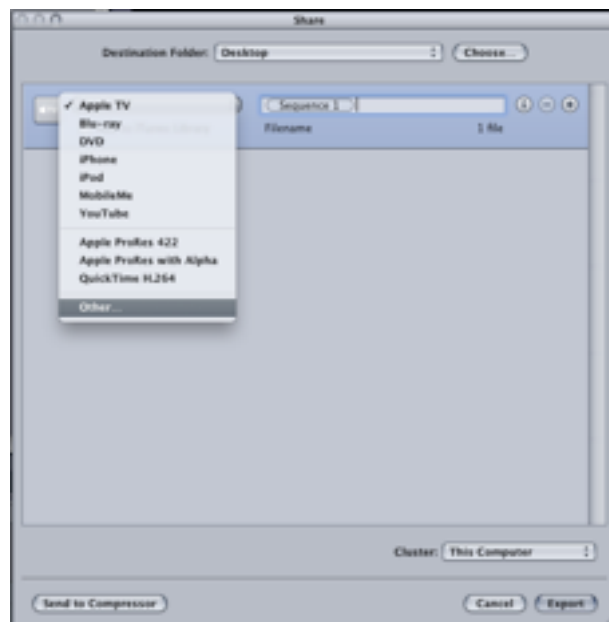 Share
Destination Folder: Desktop Choose...
✓ Apple TV
Sequence 1
Blu-ray
Filename 1 file
DVD
iPhone
iPod
MobileMe
YouTube
Apple ProRes 422
Apple ProRes with Alpha
QuickTime H.264
Other...
Cluster: This Computer
Send to Compressor Cancel Export